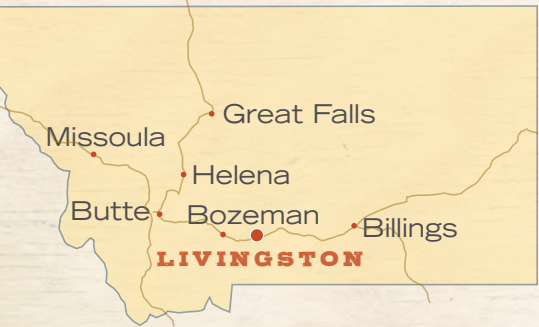 Great Falls
Missoula
Helena
Butte
Bozeman
Billings
LIVINGSTON